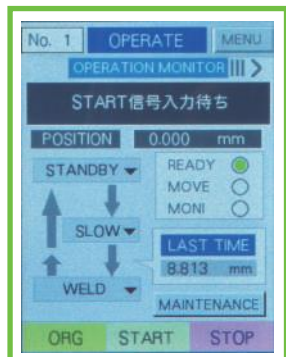 No. 1 OPERATE MENU
OPERATION MONITOR
START信号入力待ち
POSITION 0.000 mm
STANDBY
READY
MOVE
MONI
SLOW
LAST TIME
8.813 mm
WELD
MAINTENANCE
ORG START STOP